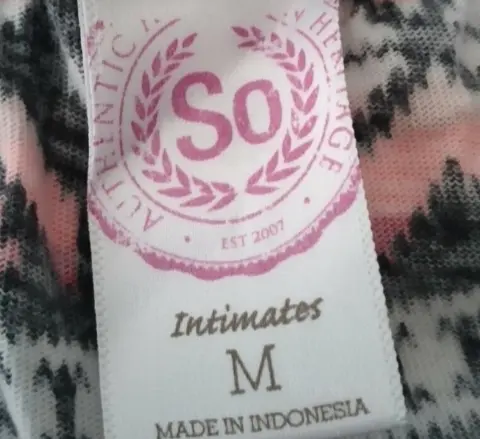 AUTHENTIC
HERITAGE
So
EST 2007
Intimates
M
MADE IN INDONESIA